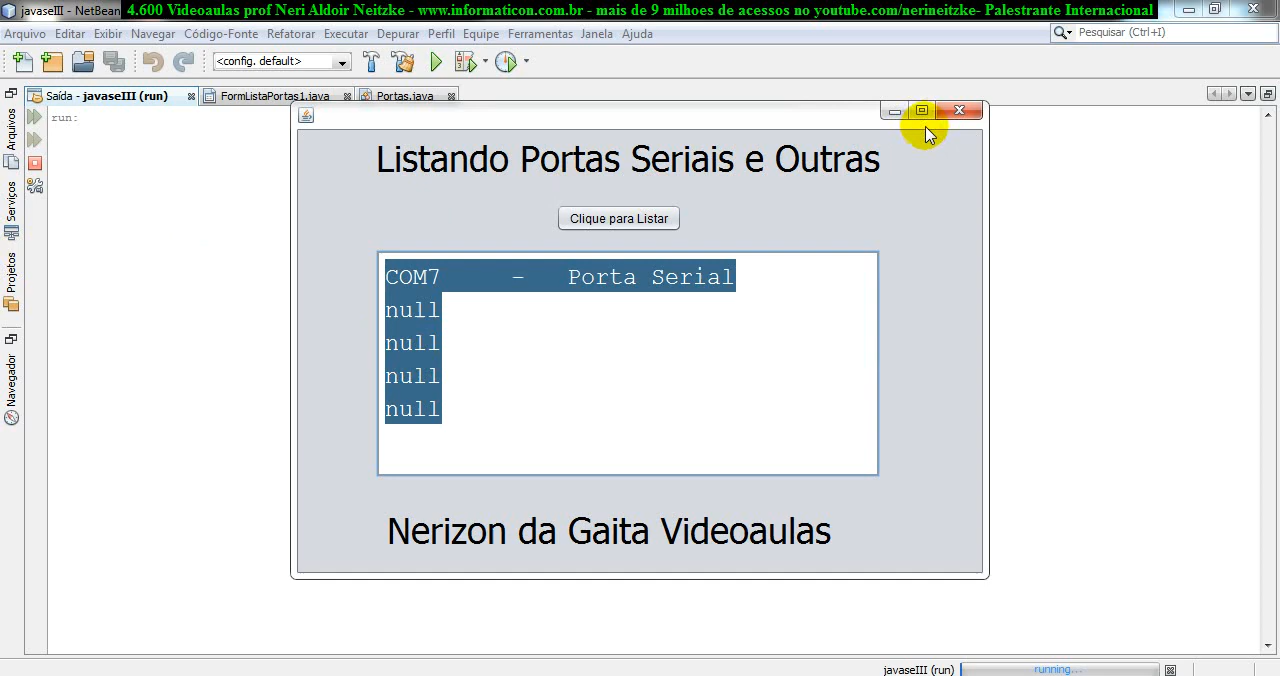 javaseIII - NetBean
4.600 Videoaulas prof Neri Aldoir Neitzke - www.informaticon.com.br - mais de 9 milhoes de acessos no youtube.com/nerineitzke- Palestrante Internacional
Arquivo Editar Exibir Navegar Código-Fonte Refatorar Executar Depurar Perfil Equipe Ferramentas Janela Ajuda
Pesquisar (Ctrl+I)
<config. default>
Saída - javaseIII (run)
FormListaPortas1.java
Portas.java
run:
Arquivos
Serviços
Projetos
Navegador
Listando Portas Seriais e Outras
Clique para Listar
COM7 - Porta Serial
null
null
null
null
Nerizon da Gaita Videoaulas
javaseIII (run)
running...